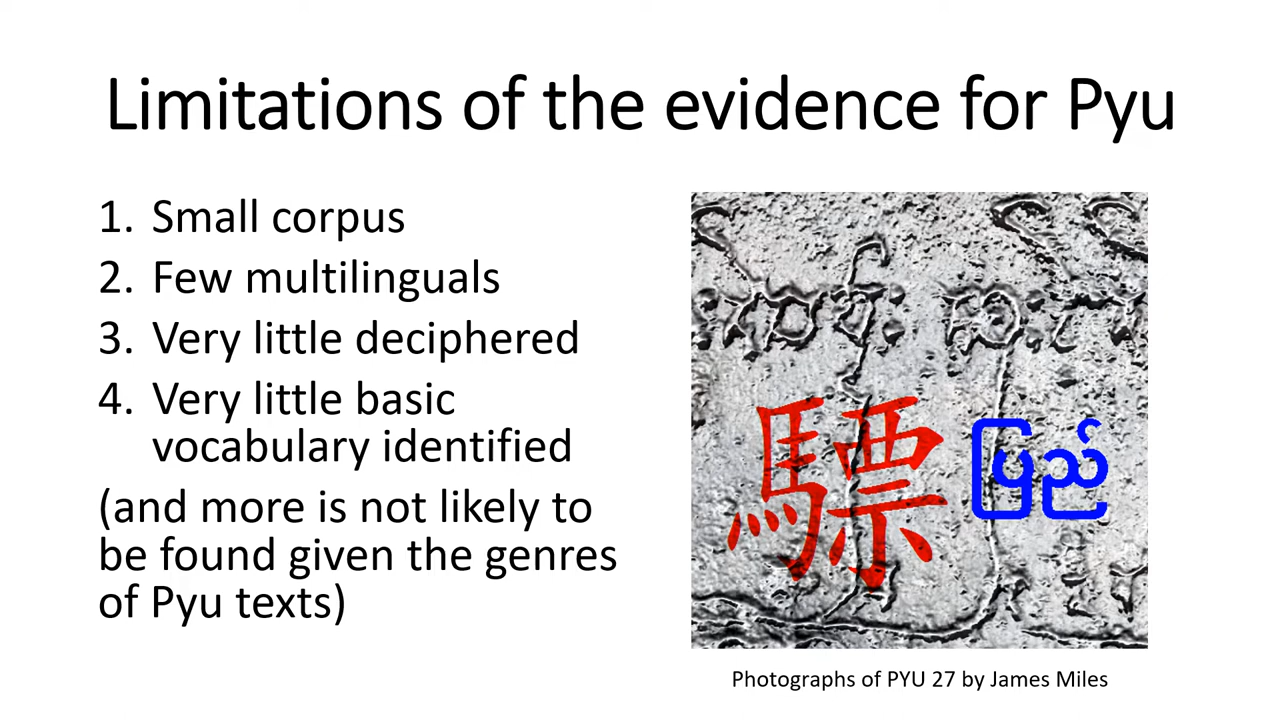 Limitations of the evidence for Pyu
1. Small corpus
2. Few multilinguals
3. Very little deciphered
4. Very little basic
vocabulary identified
(and more is not likely to
be found given the genres
of Pyu texts)
驃 ပြည်
Photographs of PYU 27 by James Miles